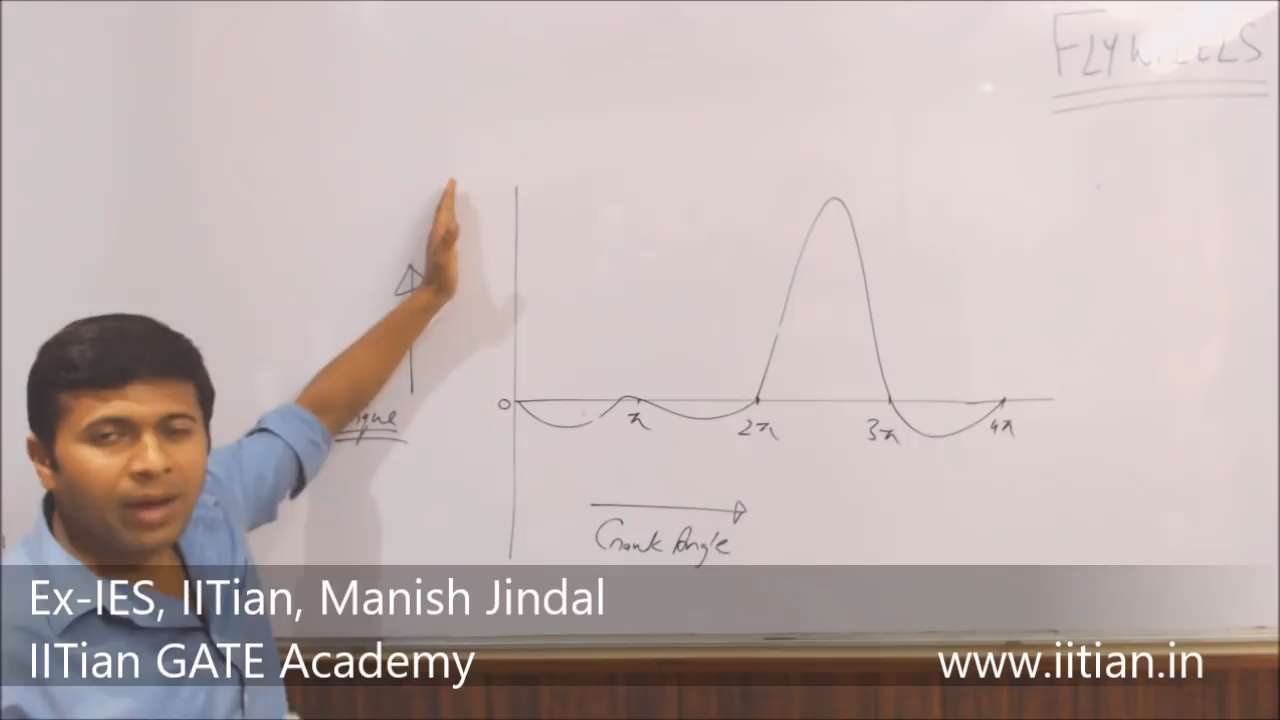 FLYWHEELS
0
π
2π
3π
4π
Crank Angle
Ex-IES, IITian, Manish Jindal
IITian GATE Academy
www.iitian.in